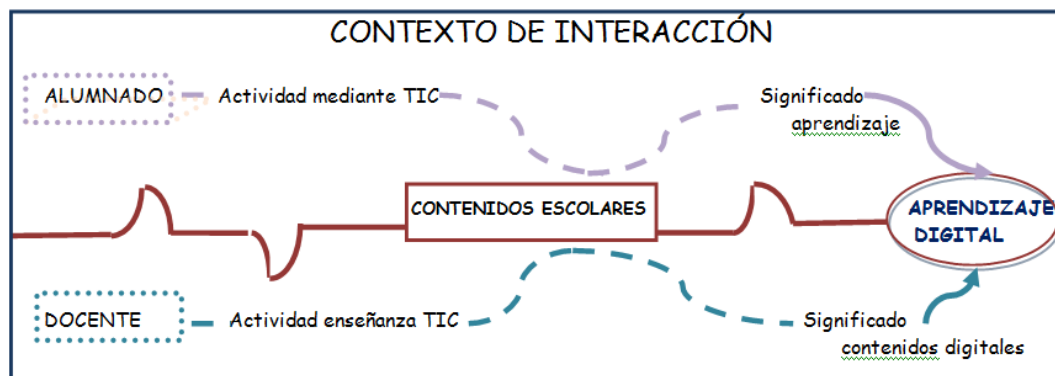 CONTEXTO DE INTERACCIÓN
ALUMNADO
Actividad mediante TIC
Significado
aprendizaje
CONTENIDOS ESCOLARES
APRENDIZAJE
DIGITAL
DOCENTE
Actividad enseñanza TIC
Significado
contenidos digitales